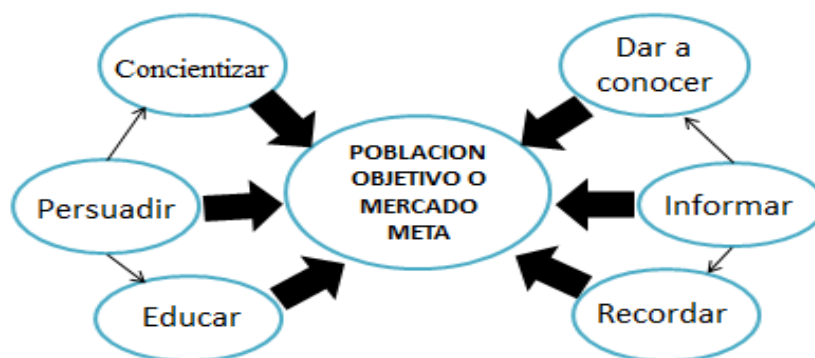 Concientizar
Dar a
conocer
POBLACION
OBJETIVO O
MERCADO
META
Persuadir
Informar
Educar
Recordar